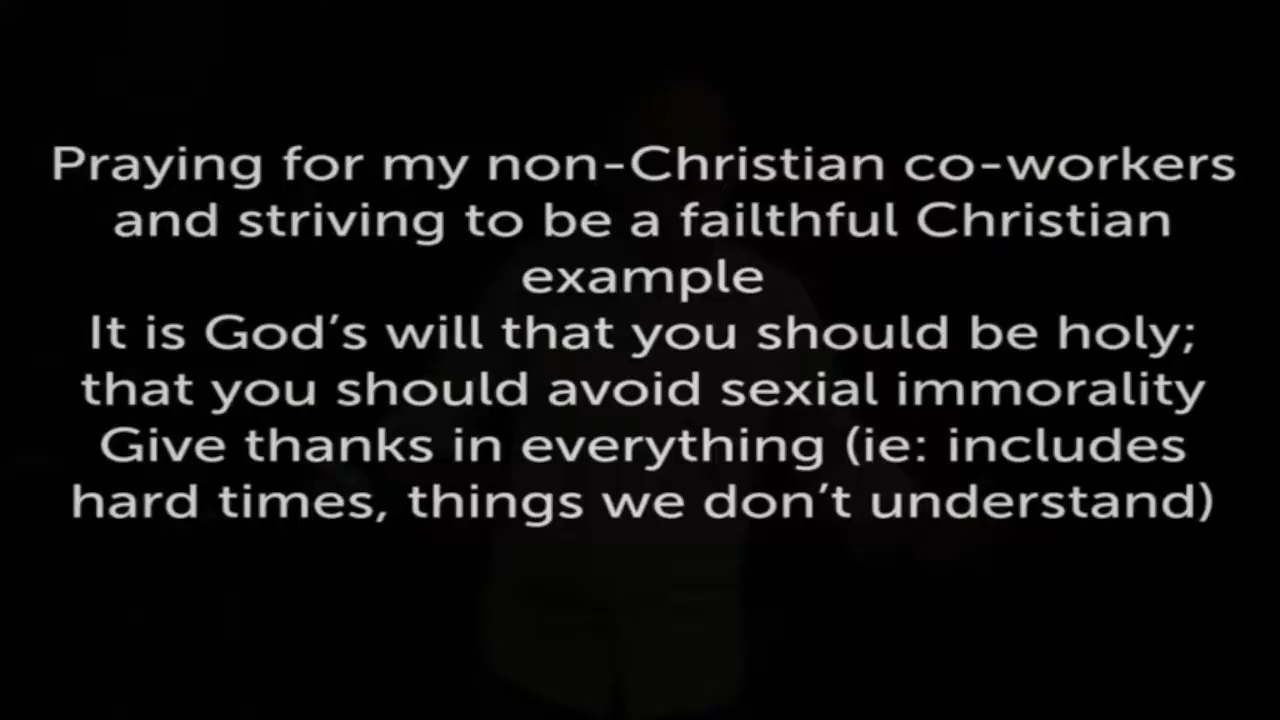 Praying for my non-Christian co-workers
and striving to be a failthful Christian
example
It is God’s will that you should be holy;
that you should avoid sexial immorality
Give thanks in everything (ie: includes
hard times, things we don’t understand)